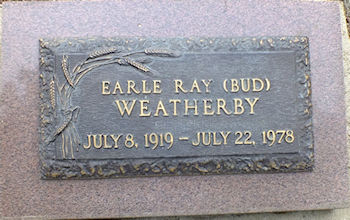 EARLE RAY (BUD)
WEATHERBY
JULY 8, 1919 – JULY 22, 1978